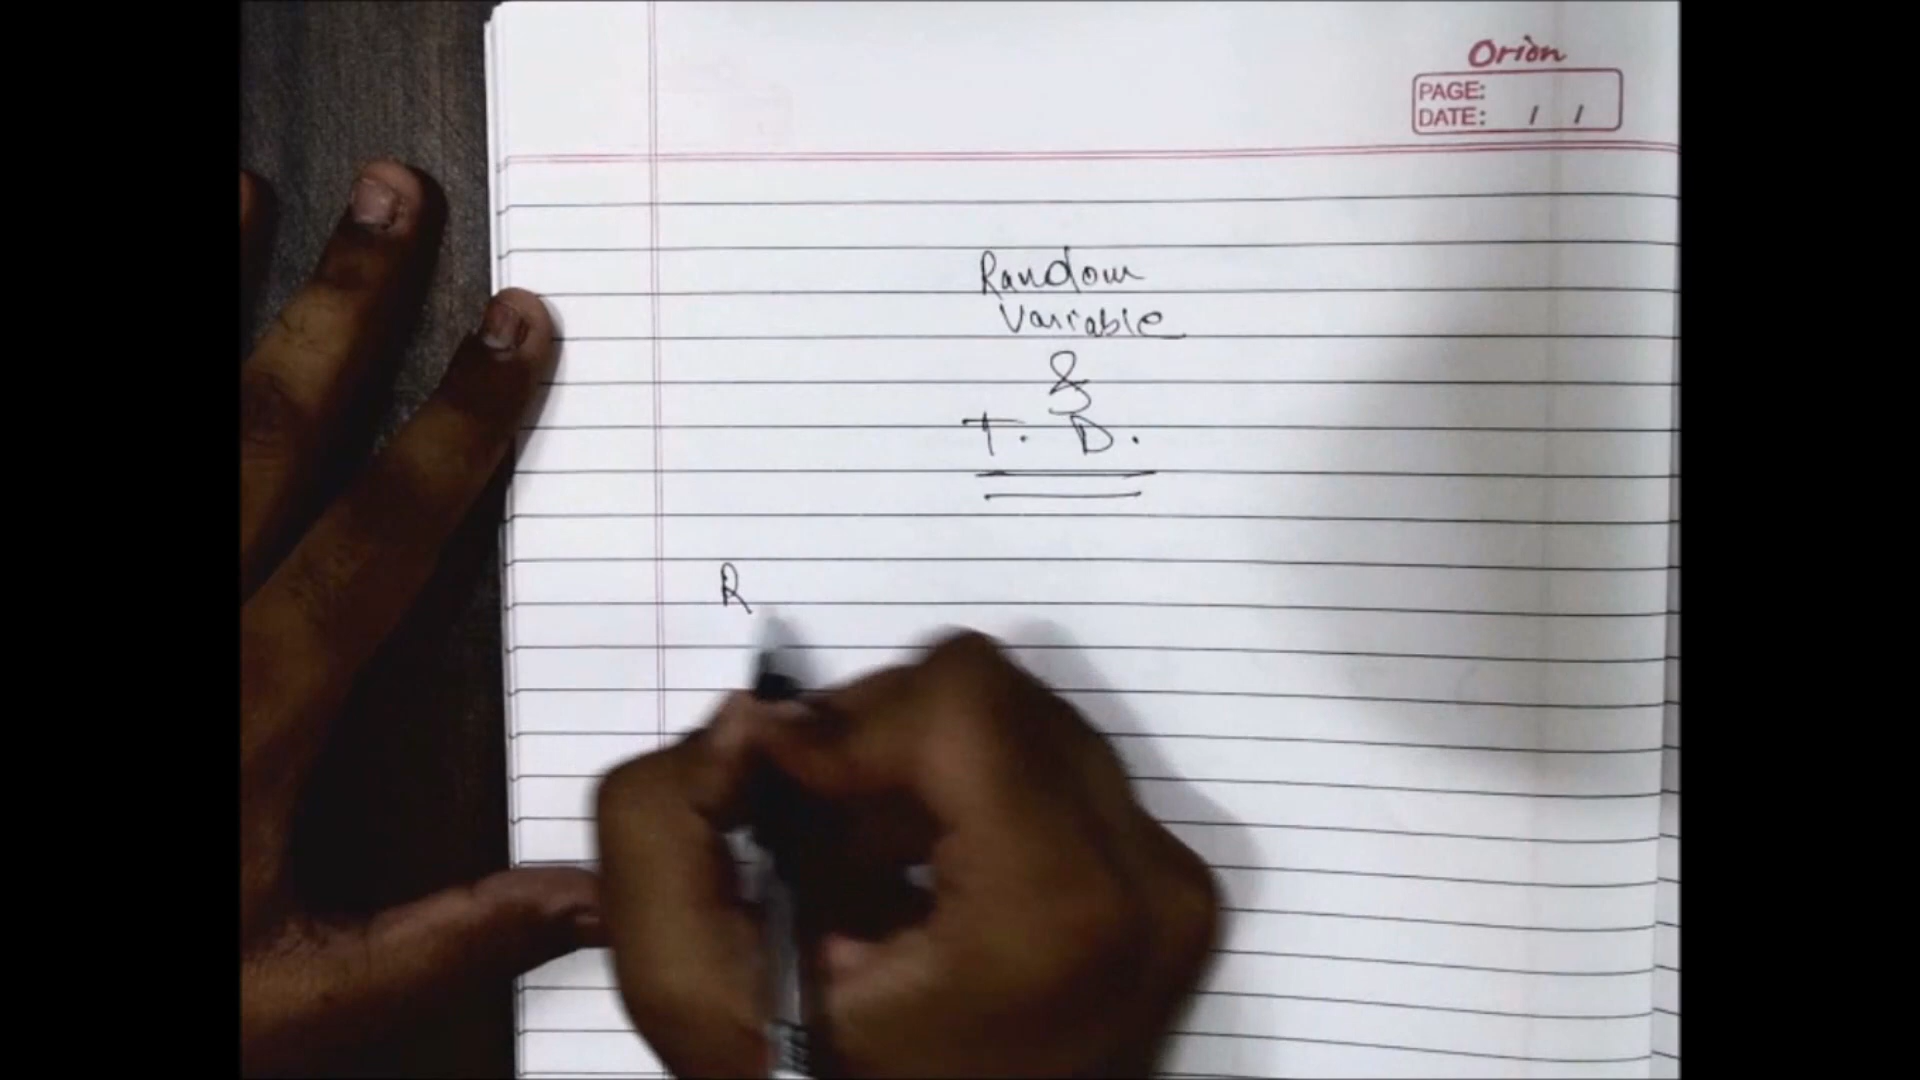 Orion
PAGE:
DATE: / /
Random
Variable
&
T. D.
R